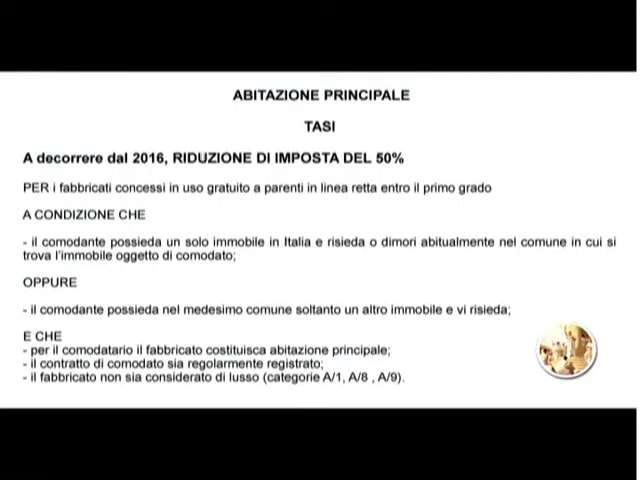 ABITAZIONE PRINCIPALE
TASI
A decorrere dal 2016, RIDUZIONE DI IMPOSTA DEL 50%
PER i fabbricati concessi in uso gratuito a parenti in linea retta entro il primo grado
A CONDIZIONE CHE
- il comodante possieda un solo immobile in Italia e risieda o dimori abitualmente nel comune in cui si
trova l'immobile oggetto di comodato;
OPPURE
- il comodante possieda nel medesimo comune soltanto un altro immobile e vi risieda;
E CHE
- per il comodatario il fabbricato costituisca abitazione principale;
- il contratto di comodato sia regolarmente registrato;
- il fabbricato non sia considerato di lusso (categorie A/1, A/8 , A/9).